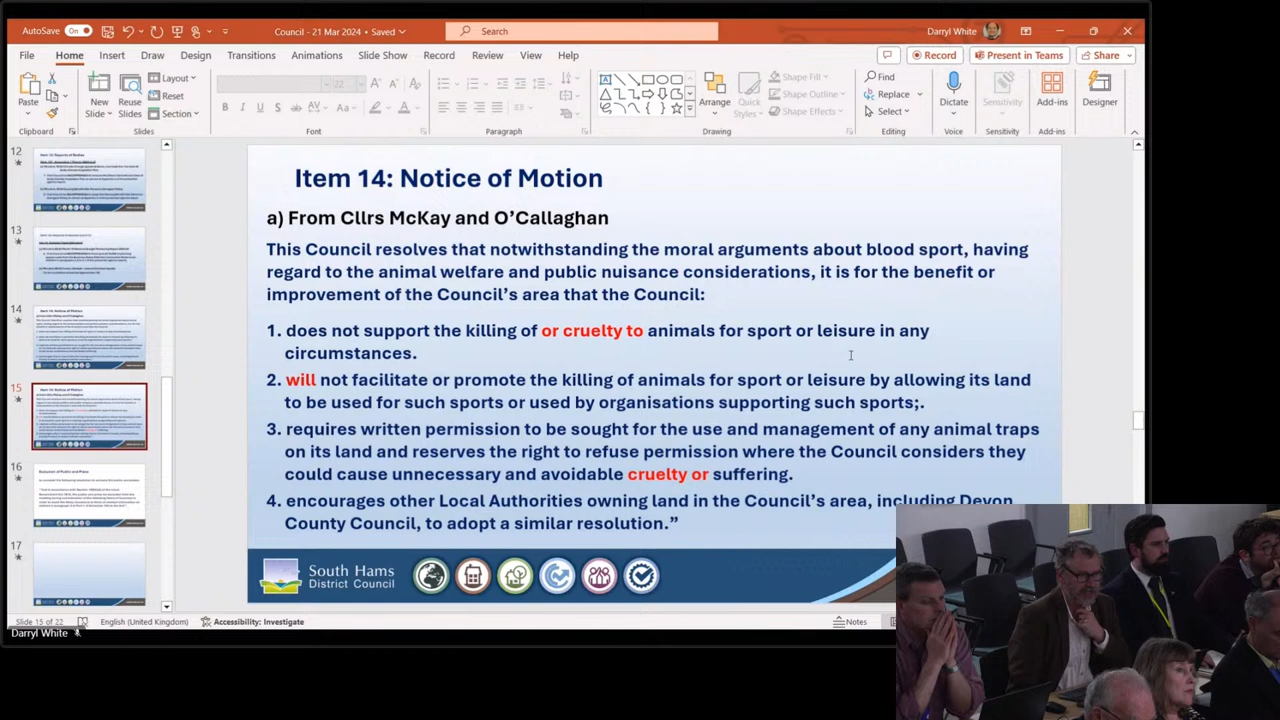 AutoSave On Council - 21 Mar 2024 • Saved Search Darryl White
File Home Insert Draw Design Transitions Animations Slide Show Record Review View Help Record Present in Teams Share
Paste New Slide Reuse Slides Layout Reset Section
B I U S ab AV Aa A
Arrange Quick Styles Shape Fill Shape Outline Shape Effects Find Replace Select Dictate Sensitivity Add-ins Designer
Clipboard Slides Font Paragraph Drawing Editing Voice Sensitivity Add-ins
12
13
14
15
16
17
Item 14: Notice of Motion
a) From Cllrs McKay and O'Callaghan
This Council resolves that notwithstanding the moral arguments about blood sport, having
regard to the animal welfare and public nuisance considerations, it is for the benefit or
improvement of the Council's area that the Council:
1. does not support the killing of or cruelty to animals for sport or leisure in any
circumstances.
2. will not facilitate or promote the killing of animals for sport or leisure by allowing its land
to be used for such sports or used by organisations supporting such sports;.
3. requires written permission to be sought for the use and management of any animal traps
on its land and reserves the right to refuse permission where the Council considers they
could cause unnecessary and avoidable cruelty or suffering.
4. encourages other Local Authorities owning land in the Council's area, including Devon
County Council, to adopt a similar resolution."
South Hams
District Council
Slide 15 of 22 English (United Kingdom) Accessibility: Investigate Notes
Darryl White